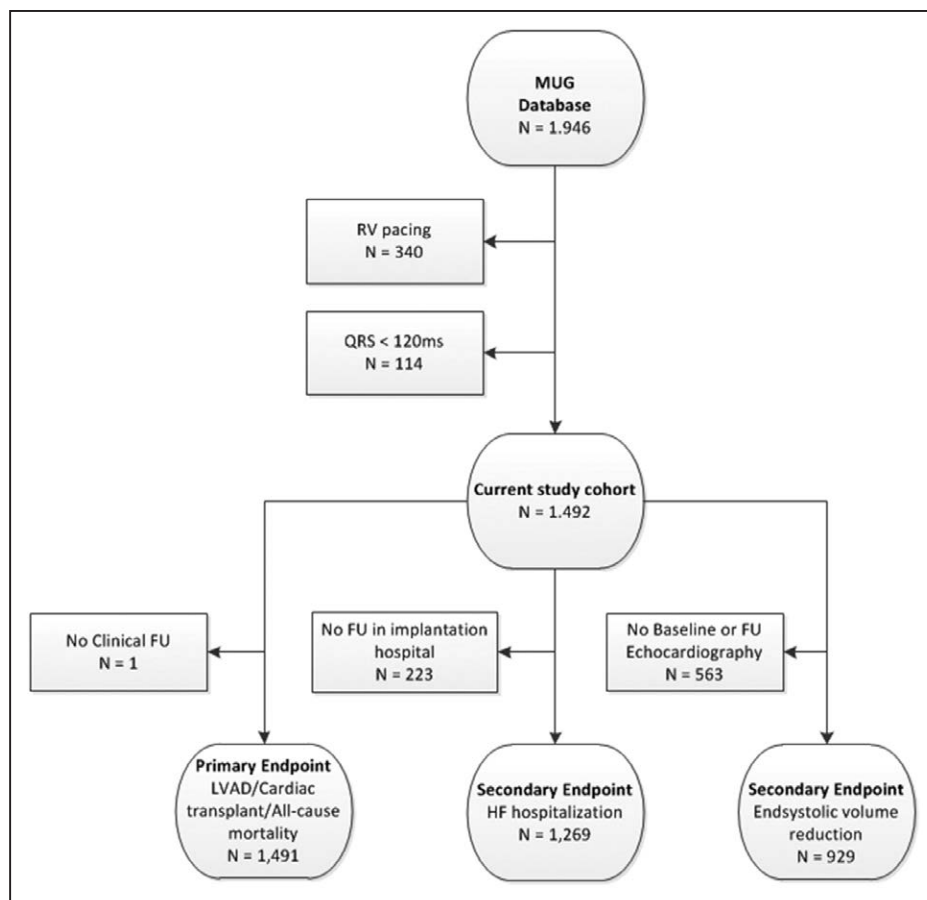 MUG
Database
N = 1.946
RV pacing
N = 340
QRS < 120ms
N = 114
Current study cohort
N = 1.492
No Clinical FU
N = 1
No FU in implantation
hospital
N = 223
No Baseline or FU
Echocardiography
N = 563
Primary Endpoint
LVAD/Cardiac
transplant/All-cause
mortality
N = 1,491
Secondary Endpoint
HF hospitalization
N = 1,269
Secondary Endpoint
Endsystolic volume
reduction
N = 929